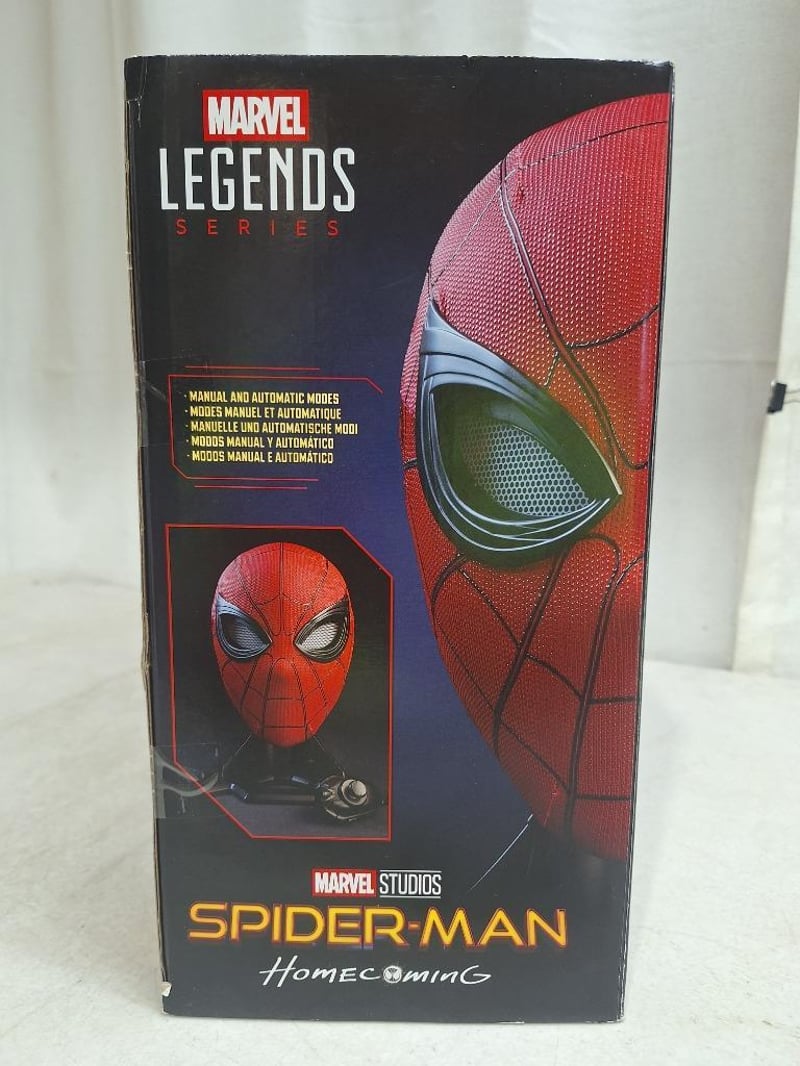 MARVEL
LEGENDS
SERIES
· MANUAL AND AUTOMATIC MODES
· MODES MANUEL ET AUTOMATIQUE
· MANUELLE UND AUTOMATISCHE MODI
· MODOS MANUAL Y AUTOMÁTICO
· MODOS MANUAL E AUTOMÁTICO
MARVEL STUDIOS
SPIDER-MAN
HOMECOMING